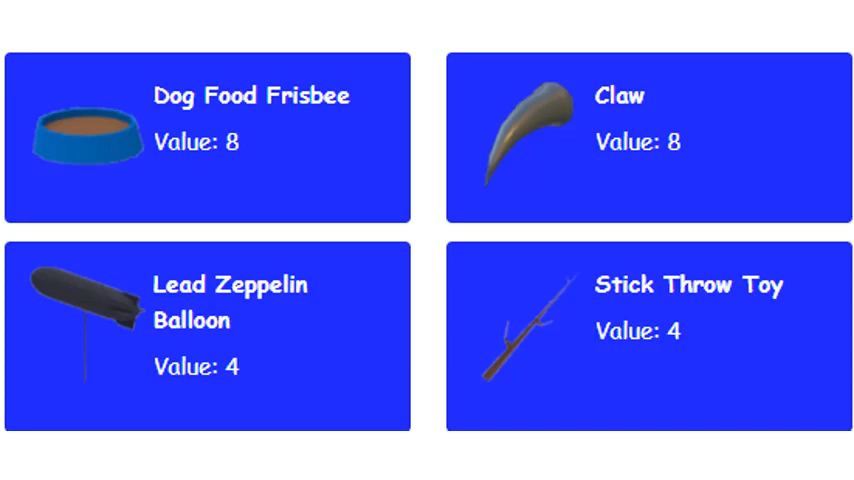 Dog Food Frisbee
Value: 8
Claw
Value: 8
Lead Zeppelin
Balloon
Value: 4
Stick Throw Toy
Value: 4